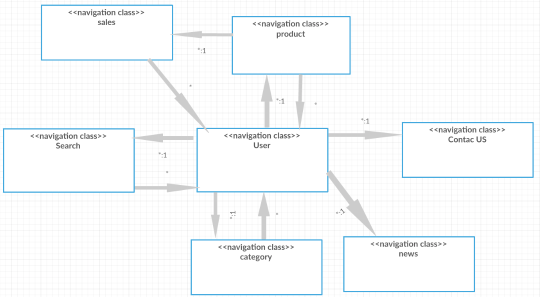 <<navigation class>>
sales
<<navigation class>>
product
*:1
*
*:1
*
<<navigation class>>
Search
<<navigation class>>
User
*:1
<<navigation class>>
Contac US
*:1
*
*:1
*
*:1
<<navigation class>>
category
<<navigation class>>
news